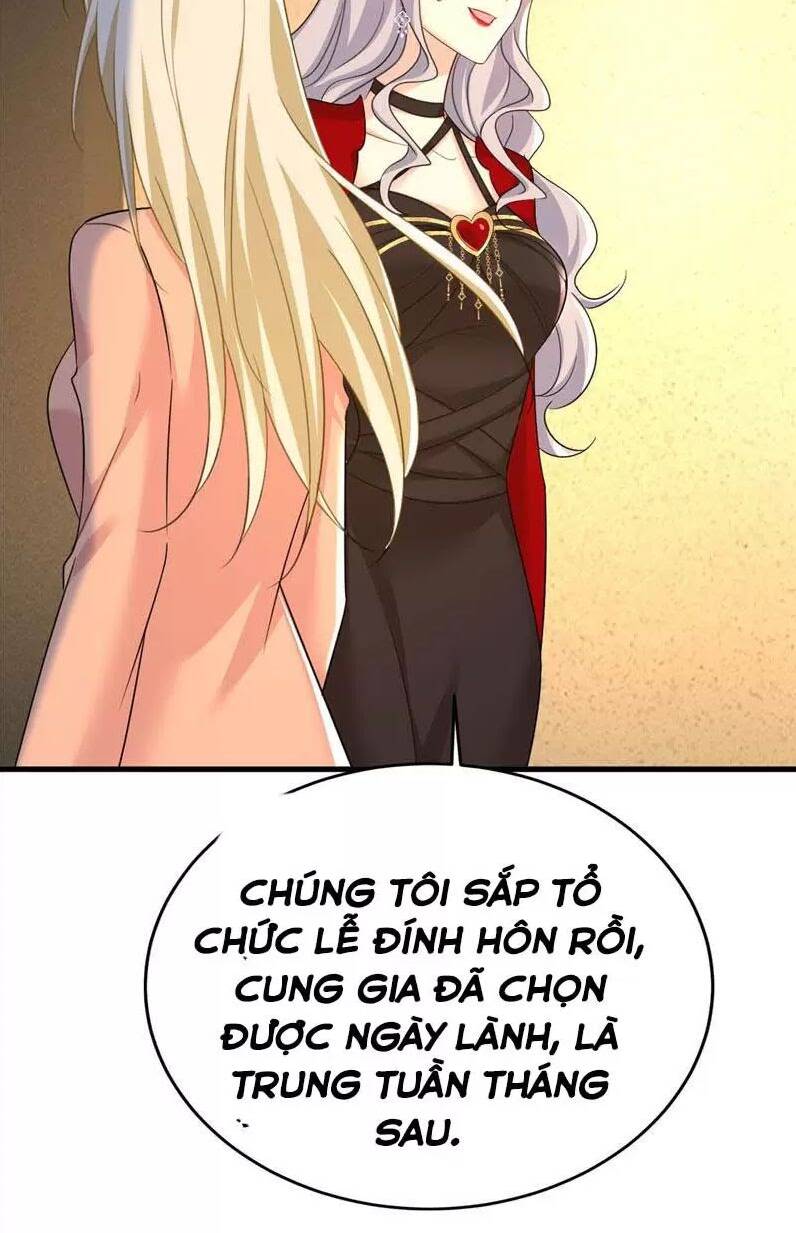 CHÚNG TÔI SẮP TỔ
CHỨC LỄ ĐÍNH HÔN RỒI,
CUNG GIA ĐÃ CHỌN
ĐƯỢC NGÀY LÀNH, LÀ
TRUNG TUẦN THÁNG
SAU.